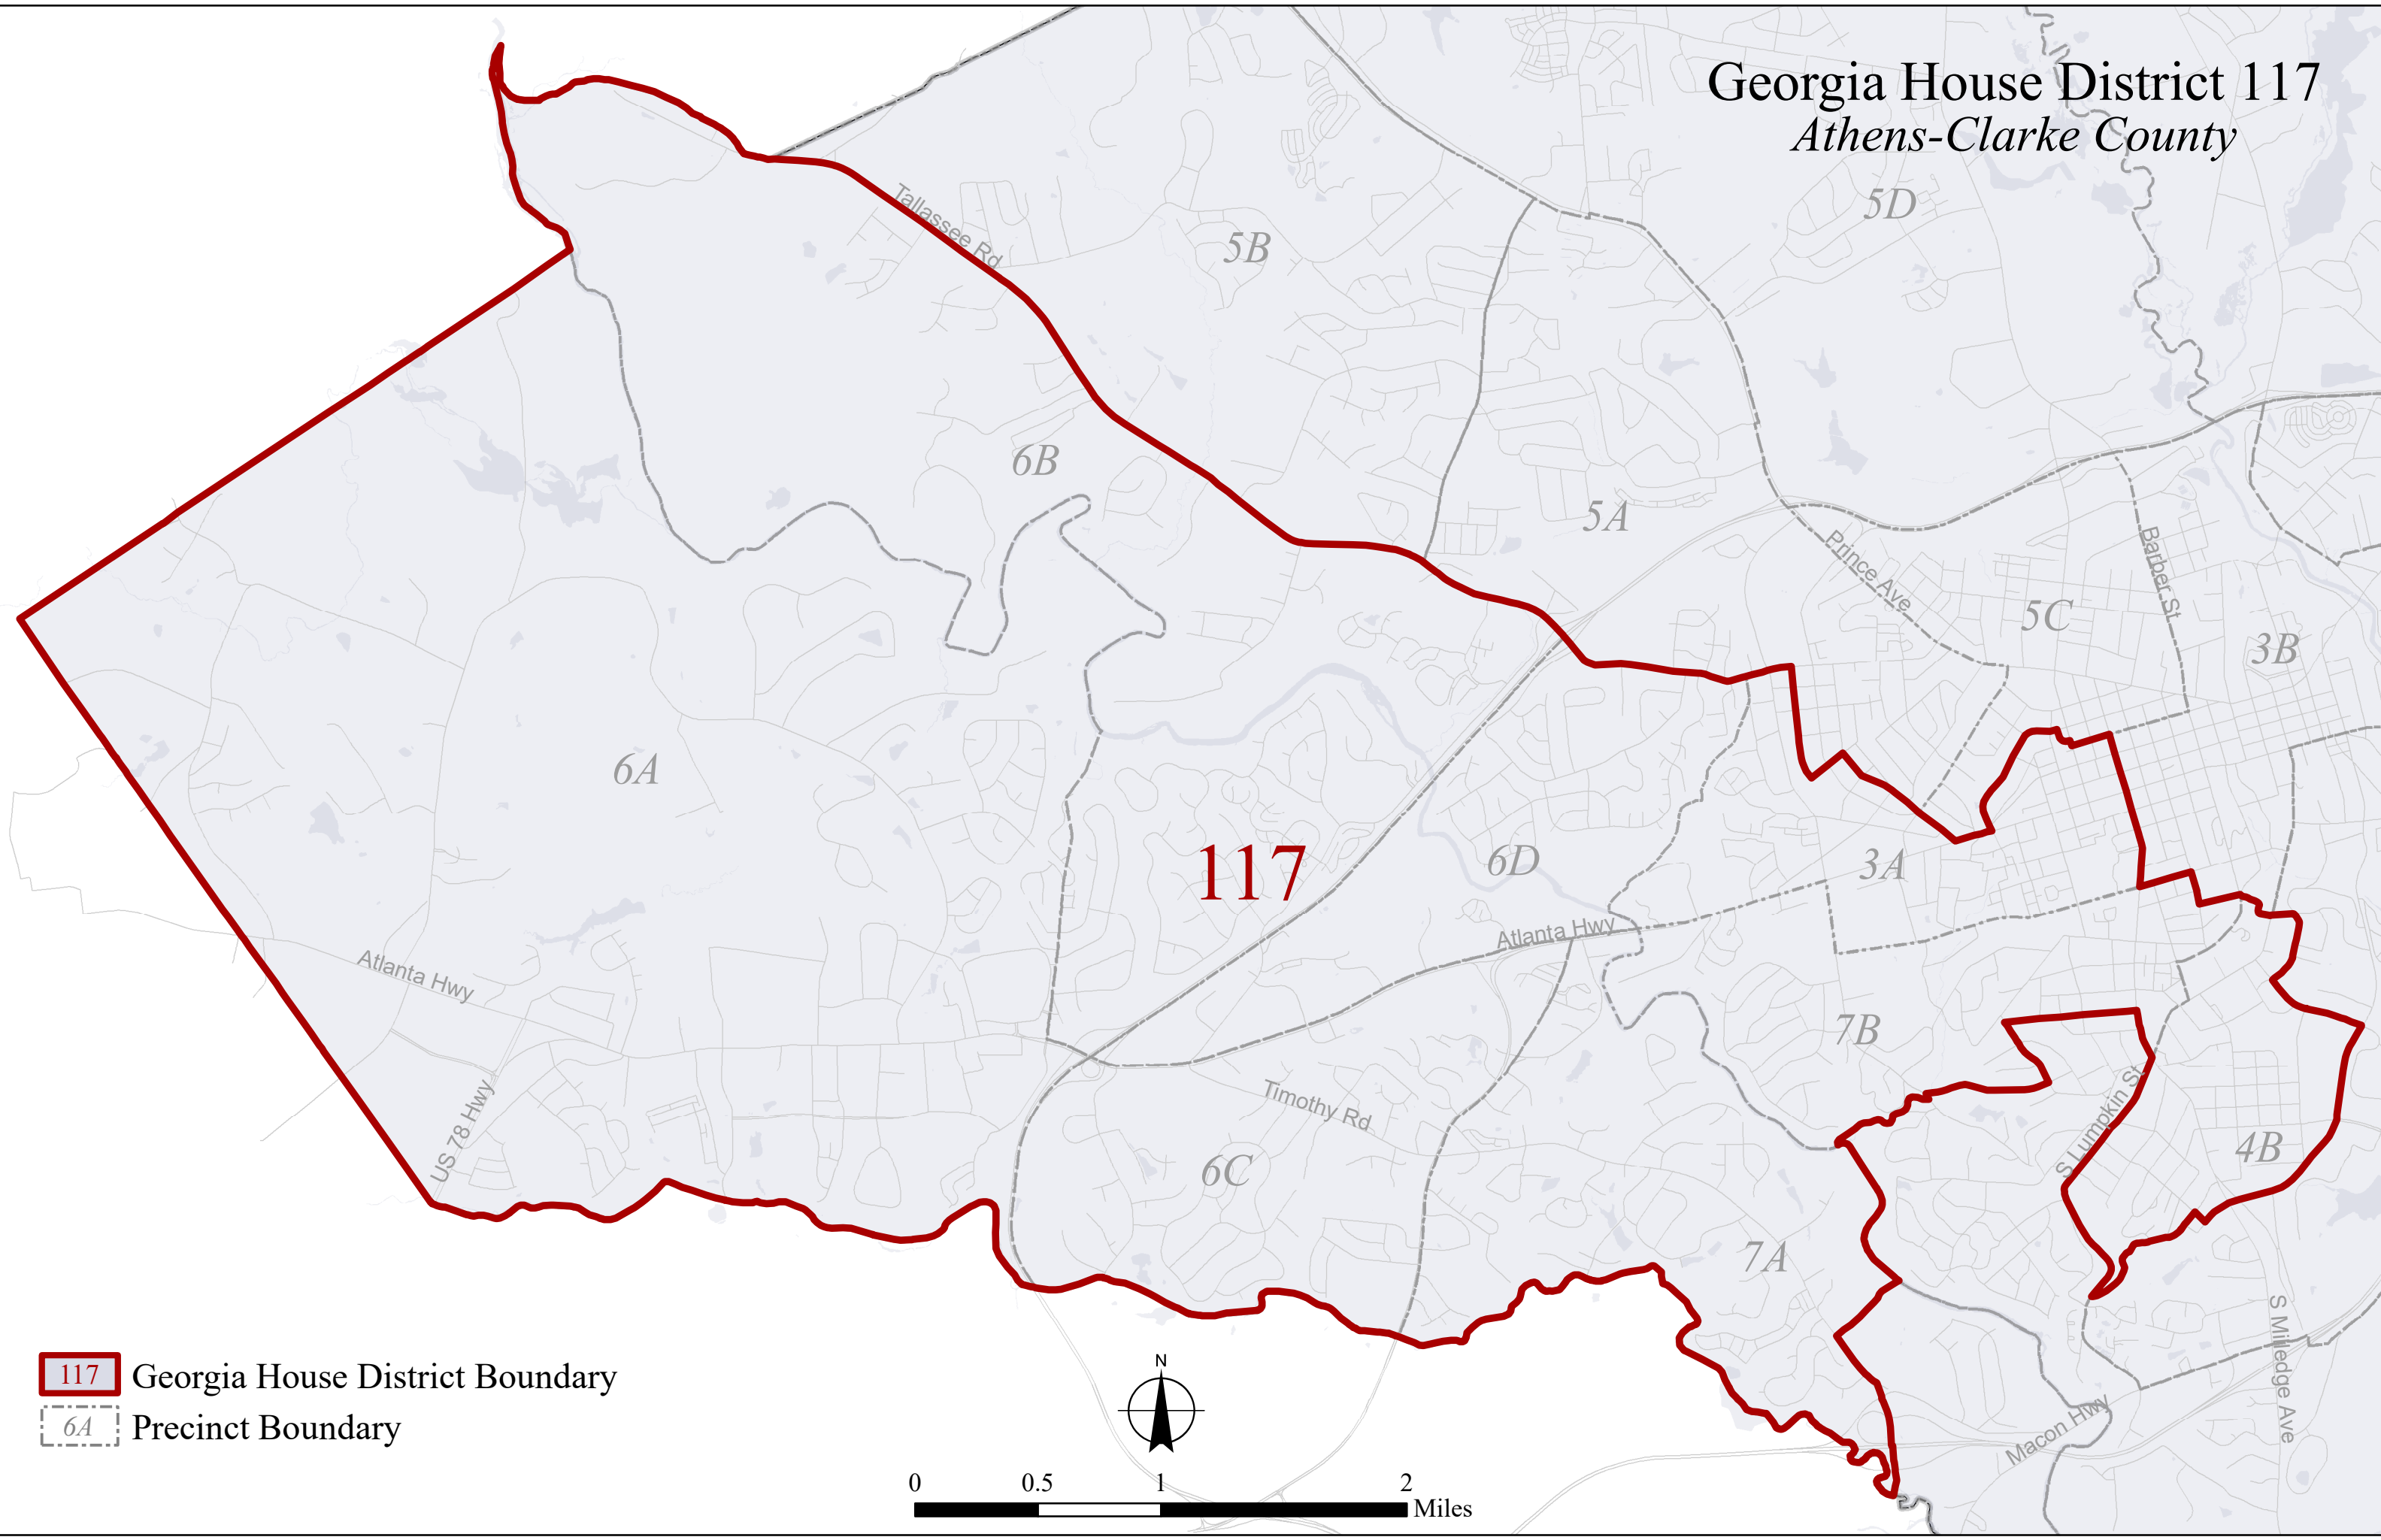 Georgia House District 117
Athens-Clarke County
5D
Tallassee Rd
5B
6B
5A
Prince Ave
Barber St
5C
3B
6A
117
6D
3A
Atlanta Hwy
Atlanta Hwy
7B
US 78 Hwy
Timothy Rd
S Lumpkin St
4B
6C
7A
S Milledge Ave
Macon Hwy
117 Georgia House District Boundary
6A Precinct Boundary
N
0 0.5 1 2
Miles